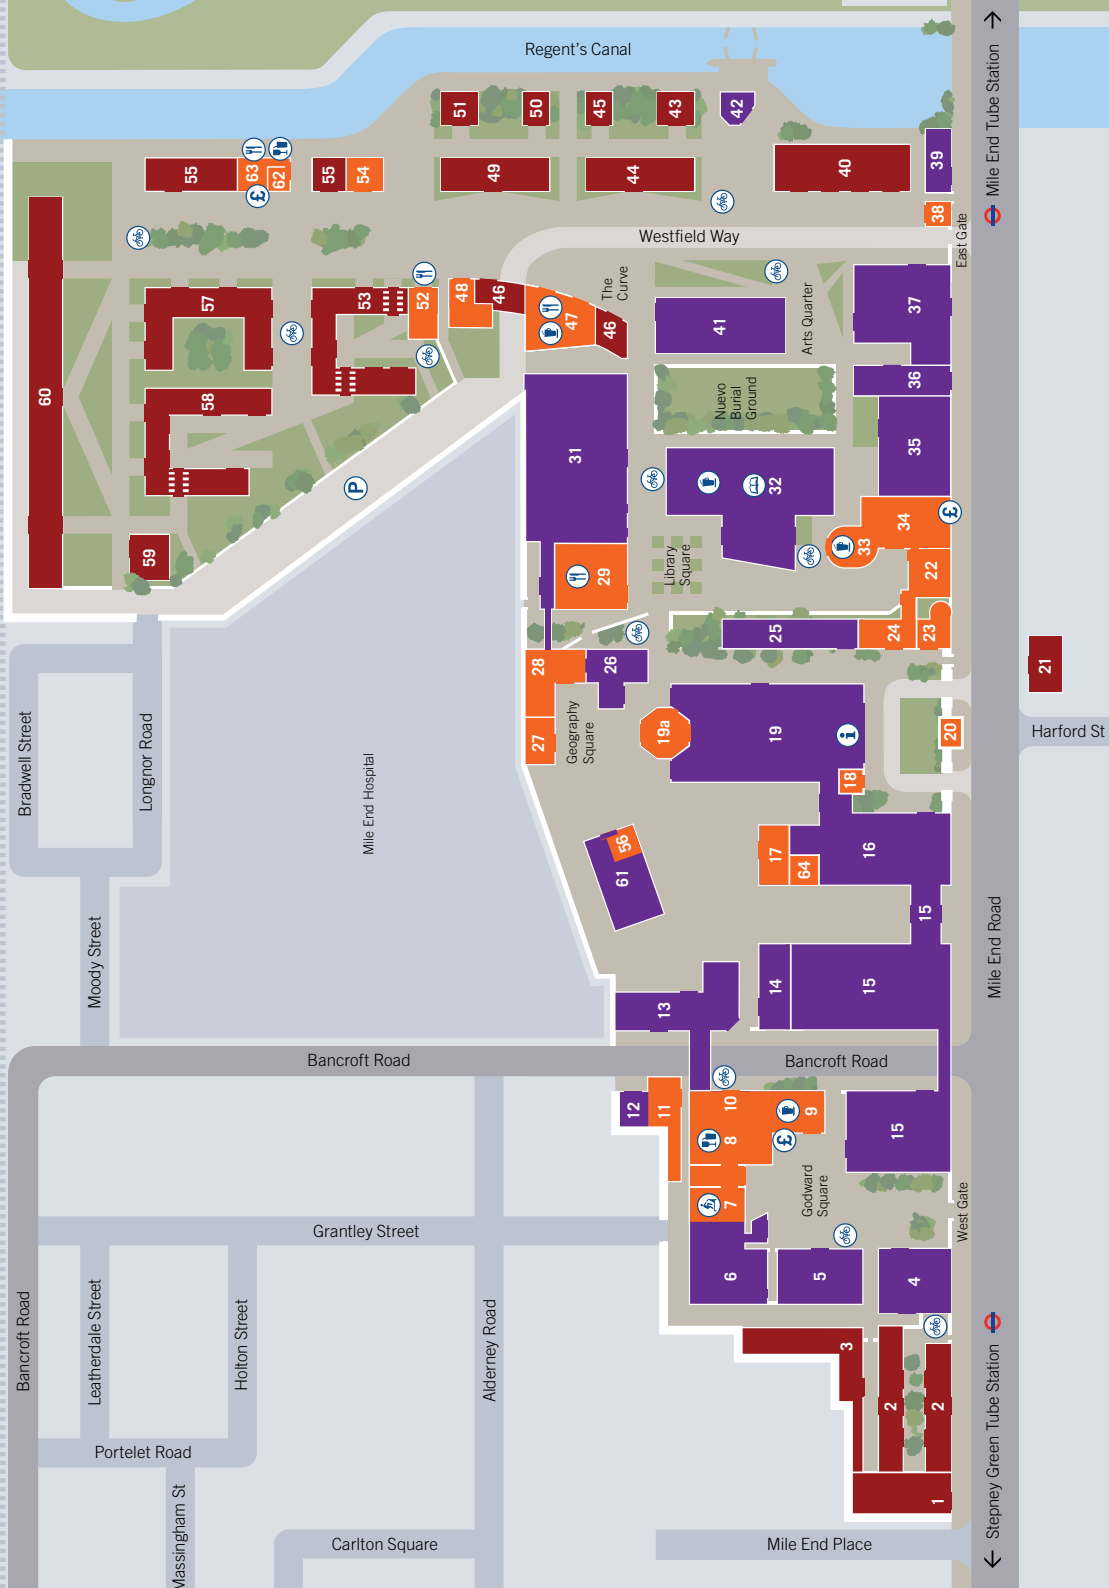 Regent's Canal
51
50
45
43
42
55
63
62
£
55
54
49
44
40
39
38
Mile End Tube Station
East Gate
Westfield Way
60
57
53
52
48
46
47
46
The
Curve
41
Arts Quarter
37
58
Nuevo
Burial
Ground
36
35
P
31
32
34
£
59
29
Library
Square
33
22
28
26
25
24
23
21
27
Geography
Square
19a
19
i
20
Harford St
18
Bradwell Street
Longnor Road
Mile End Hospital
56
61
17
64
16
15
Moody Street
13
14
15
Mile End Road
Bancroft Road
Bancroft Road
12
11
10
9
8
£
15
7
Godward
Square
West Gate
Grantley Street
6
5
4
Bancroft Road
Leatherdale Street
Holton Street
Alderney Road
3
2
2
1
Portelet Road
Massingham St
Carlton Square
Mile End Place
Stepney Green Tube Station